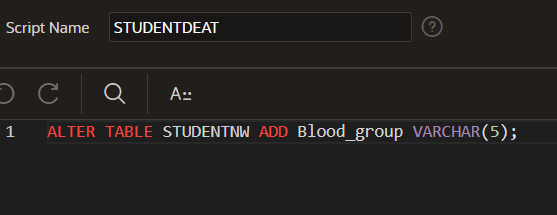 Script Name STUDENTDEAT ?
A::
1 ALTER TABLE STUDENTNW ADD Blood_group VARCHAR(5);